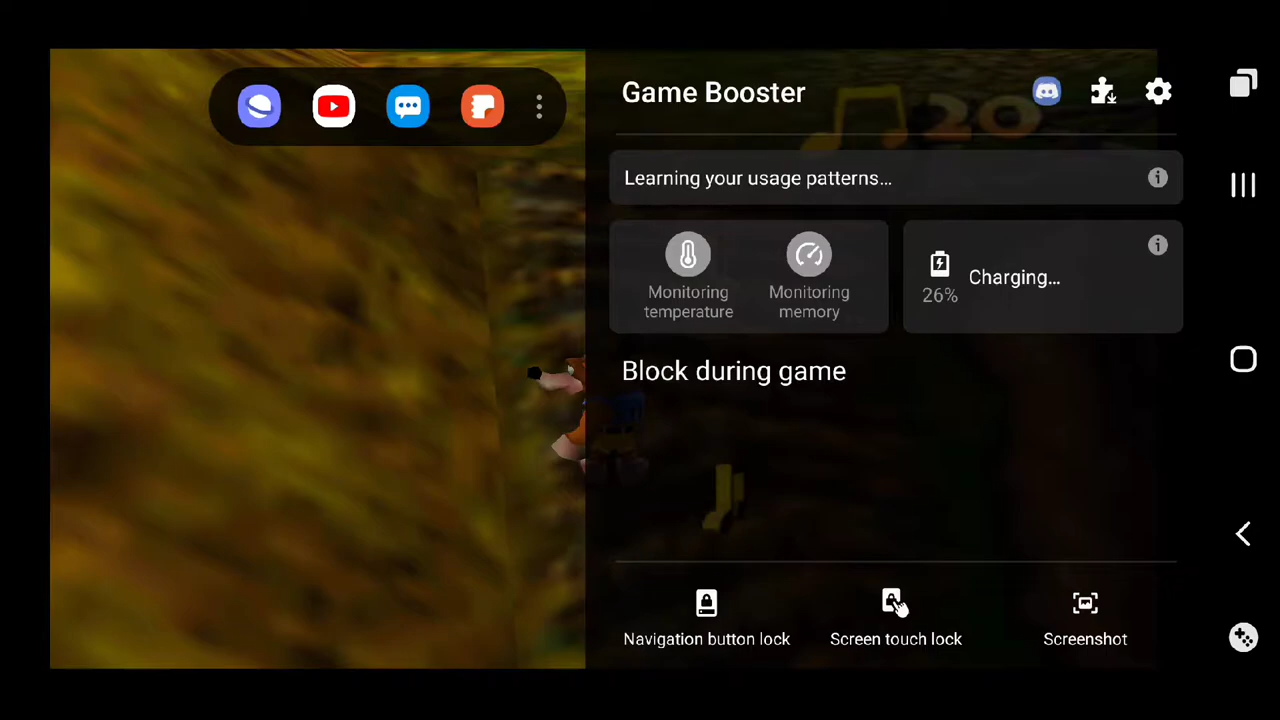 Game Booster
20
Learning your usage patterns...
Monitoring
temperature
Monitoring
memory
26%
Charging...
Block during game
Navigation button lock
Screen touch lock
Screenshot